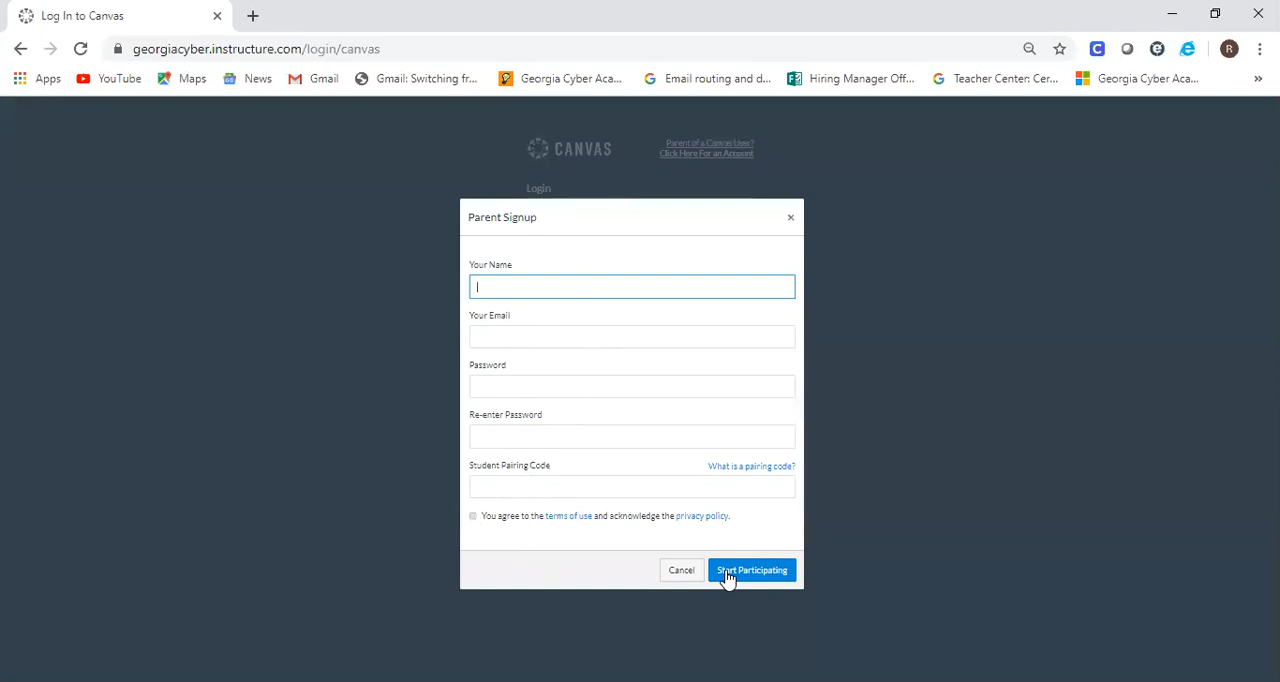 Log In to Canvas
georgiacyber.instructure.com/login/canvas
R
Apps YouTube Maps News Gmail Gmail: Switching fr... Georgia Cyber Aca... Email routing and d... Hiring Manager Off... Teacher Center: Cer... Georgia Cyber Aca... »
CANVAS
Parent of a Canvas User?
Click Here For an Account
Login
Parent Signup ×
Your Name
Your Email
Password
Re-enter Password
Student Pairing Code What is a pairing code?
You agree to the terms of use and acknowledge the privacy policy.
Cancel Start Participating